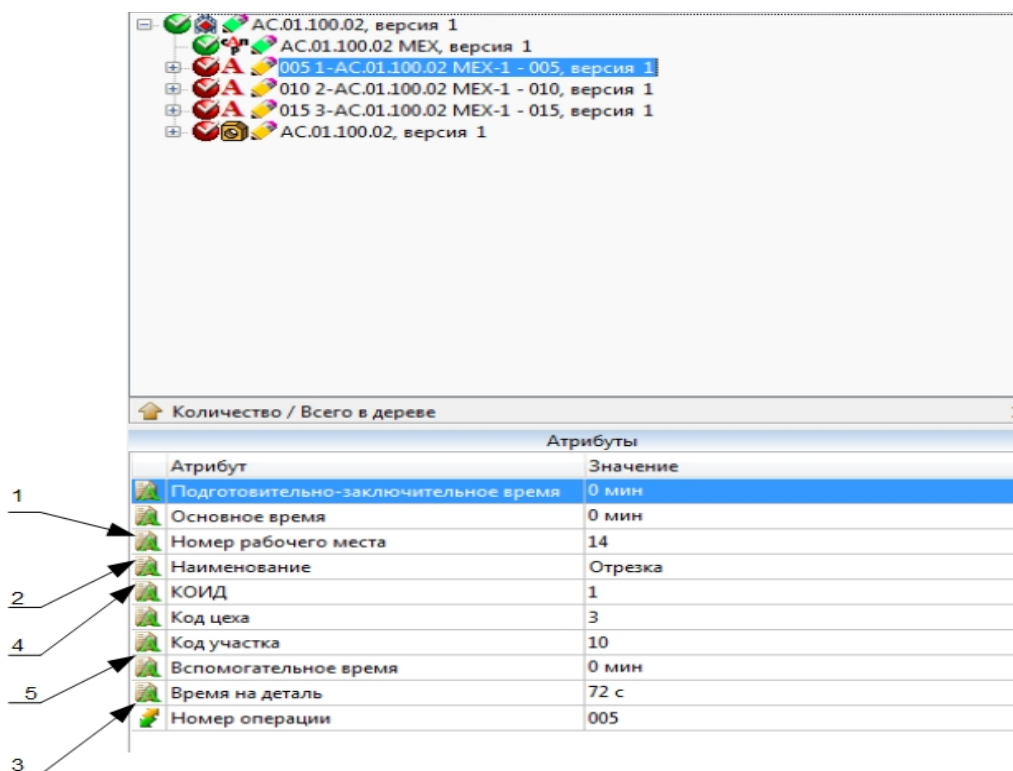 АС.01.100.02, версия 1
АС.01.100.02 МЕХ, версия 1
005 1-АС.01.100.02 МЕХ-1 - 005, версия 1
010 2-АС.01.100.02 МЕХ-1 - 010, версия 1
015 3-АС.01.100.02 МЕХ-1 - 015, версия 1
АС.01.100.02, версия 1
Количество / Всего в дереве
Атрибуты
Атрибут Значение
Подготовительно-заключительное время 0 мин
1
Основное время 0 мин
Номер рабочего места 14
Наименование Отрезка
2
КОИД 1
Код цеха 3
4
Код участка 10
Вспомогательное время 0 мин
5
Время на деталь 72 с
Номер операции 005
3